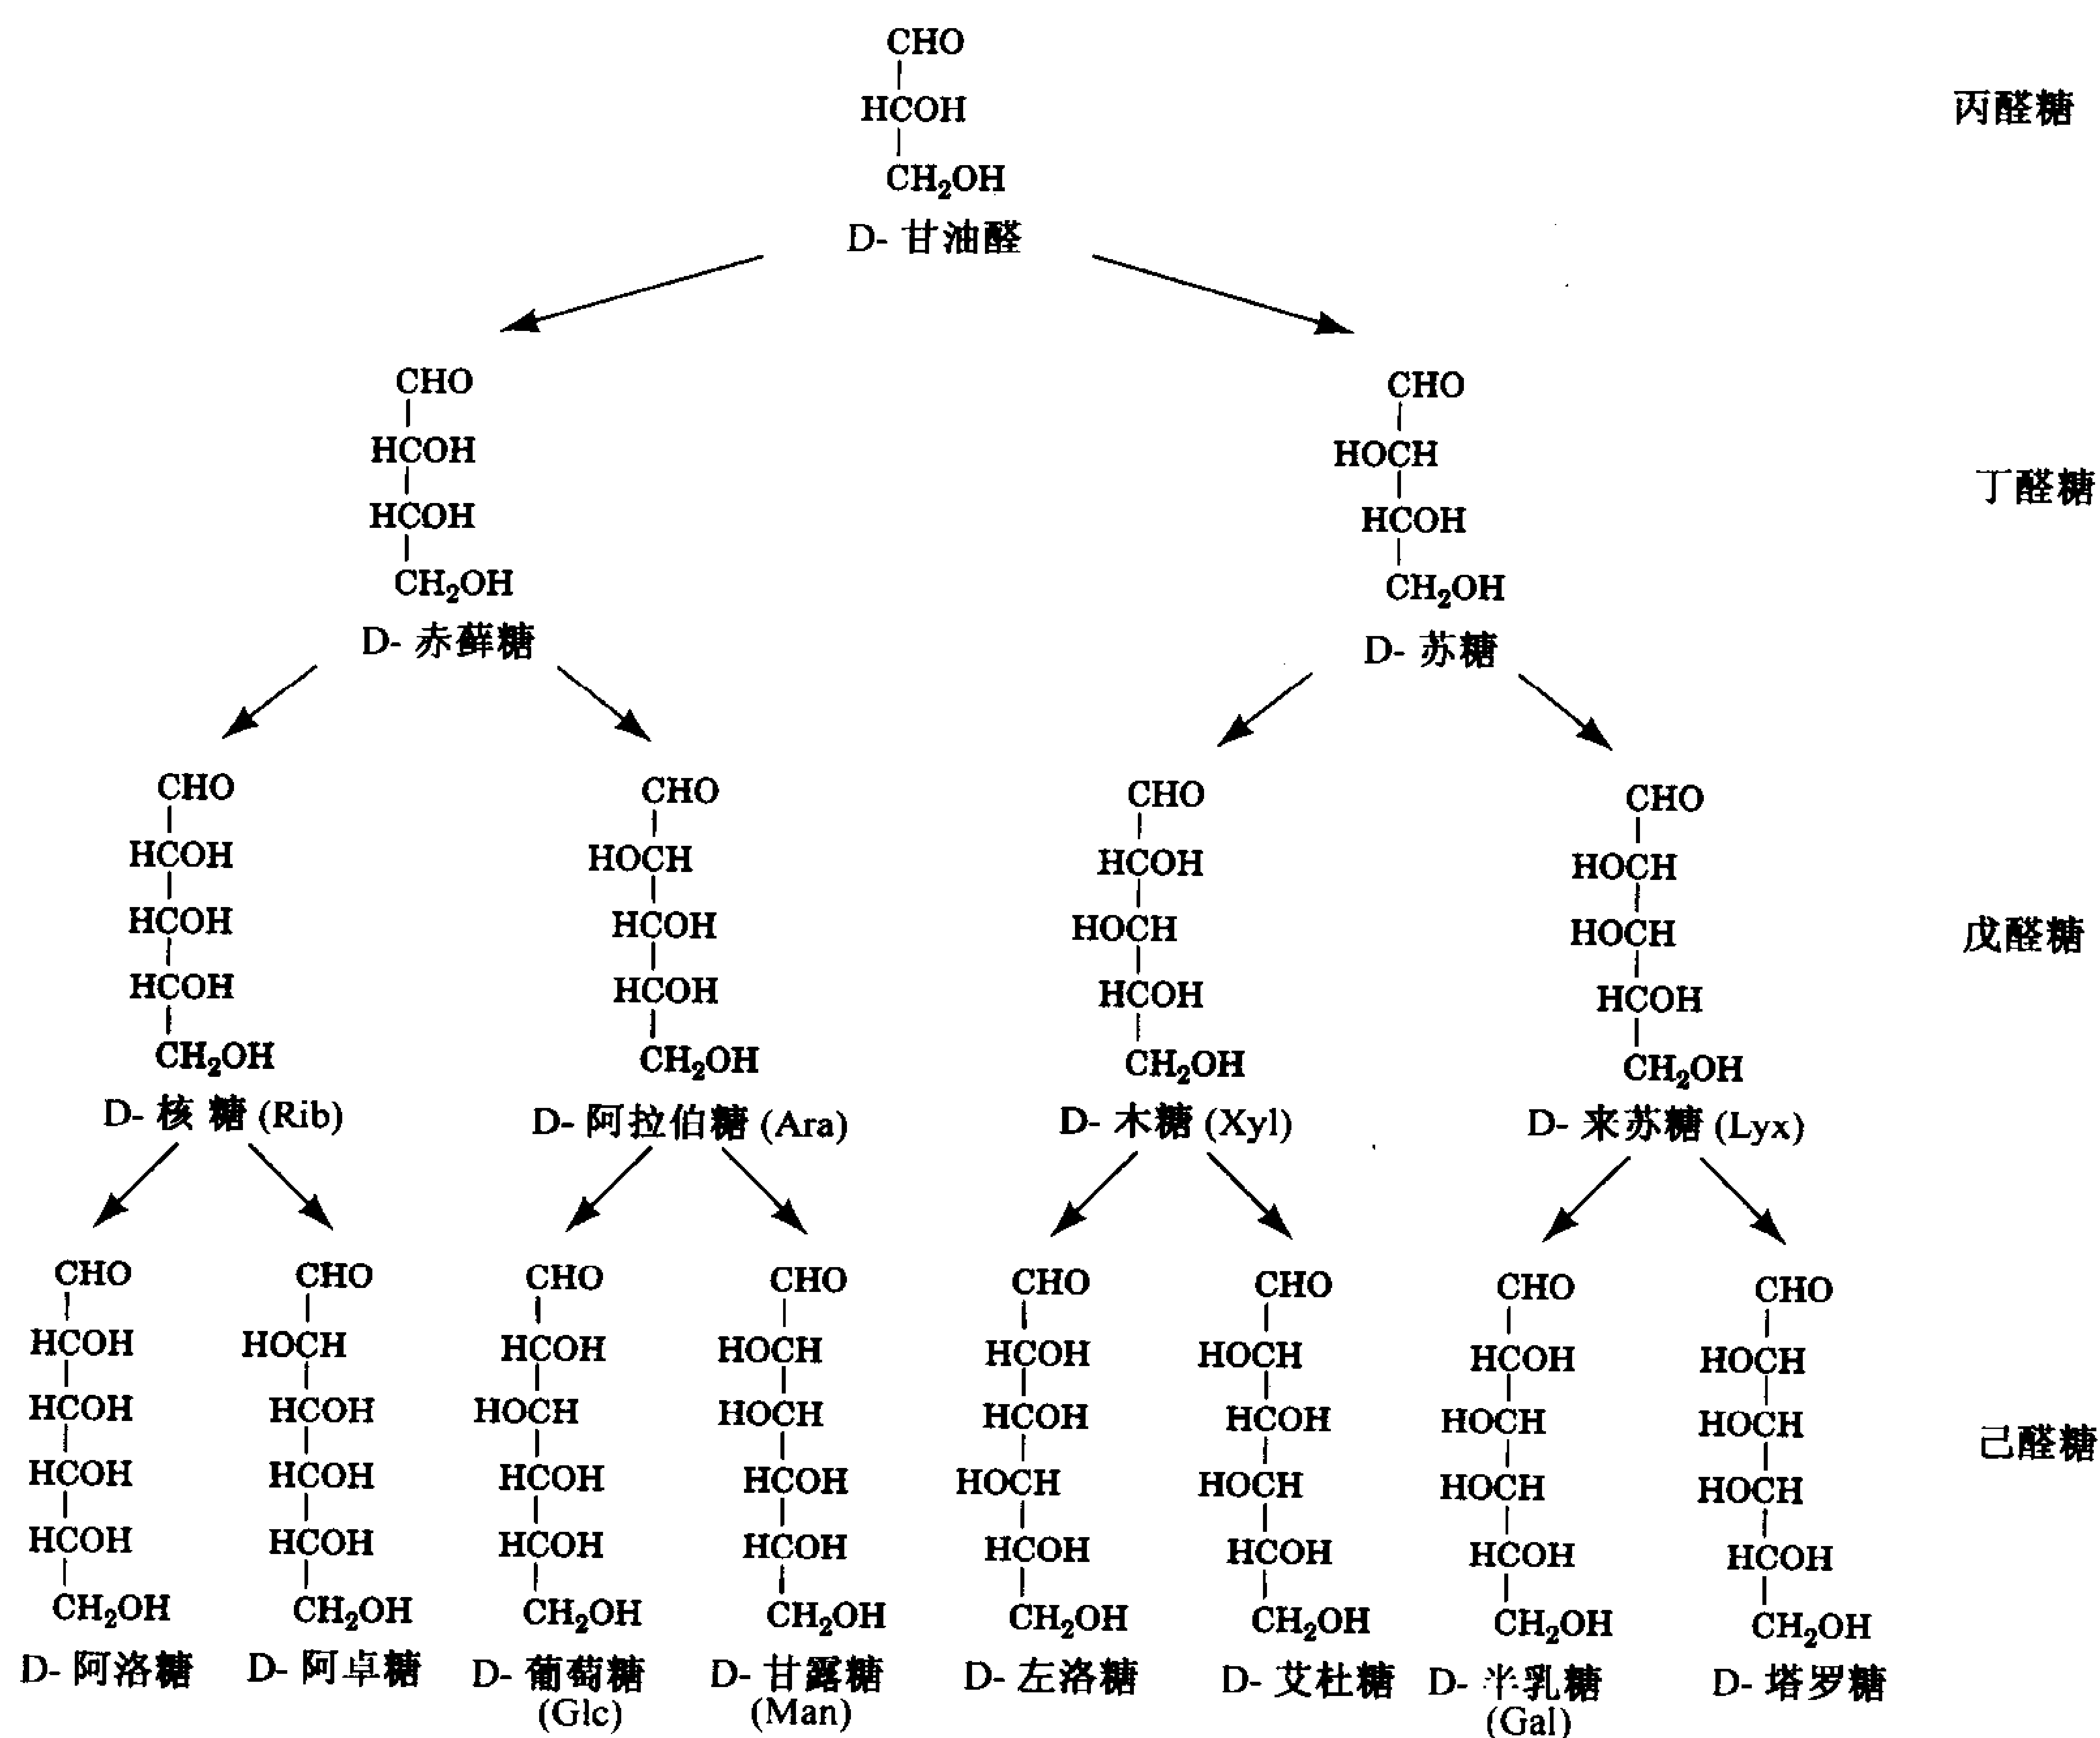 CHO
HCOH
CH₂OH
D- 甘油醛
丙醛糖
CHO
HCOH
HCOH
CH₂OH
D- 赤藓糖
CHO
HOCH
HCOH
CH₂OH
D- 苏糖
丁醛糖
CHO
HCOH
HCOH
HCOH
CH₂OH
D- 核 糖 (Rib)
CHO
HOCH
HCOH
HCOH
CH₂OH
D- 阿拉伯糖 (Ara)
CHO
HCOH
HOCH
HCOH
CH₂OH
D- 木糖 (Xyl)
CHO
HOCH
HOCH
HCOH
CH₂OH
D- 来苏糖 (Lyx)
戊醛糖
CHO
HCOH
HCOH
HCOH
HCOH
CH₂OH
D- 阿洛糖
CHO
HOCH
HCOH
HCOH
HCOH
CH₂OH
D- 阿卓糖
CHO
HCOH
HOCH
HCOH
HCOH
CH₂OH
D- 葡萄糖
(Glc)
CHO
HOCH
HOCH
HCOH
HCOH
CH₂OH
D- 甘露糖
(Man)
CHO
HCOH
HCOH
HOCH
HCOH
CH₂OH
D- 左洛糖
CHO
HOCH
HCOH
HOCH
HCOH
CH₂OH
D- 艾杜糖
CHO
HCOH
HOCH
HOCH
HCOH
CH₂OH
D- 半乳糖
(Gal)
CHO
HOCH
HOCH
HOCH
HCOH
CH₂OH
D- 塔罗糖
己醛糖